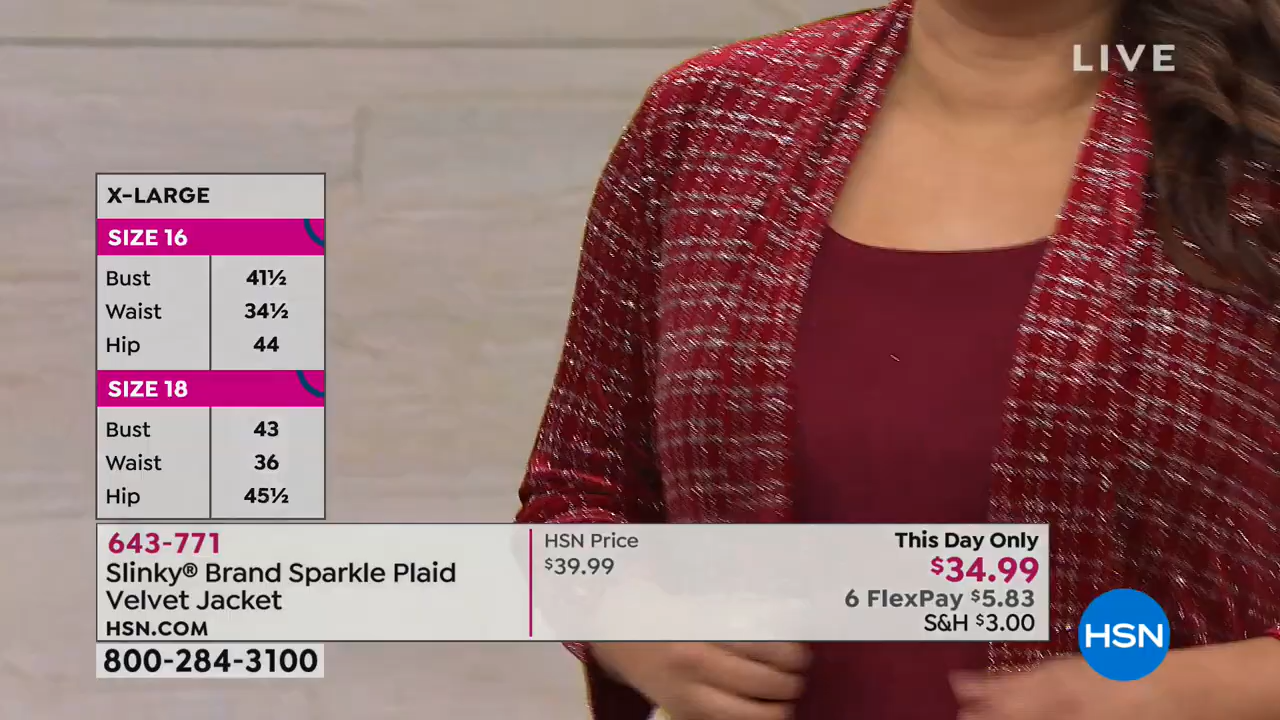 LIVE
X-LARGE
SIZE 16
Bust 41½
Waist 34½
Hip 44
SIZE 18
Bust 43
Waist 36
Hip 45½
643-771
Slinky® Brand Sparkle Plaid
Velvet Jacket
HSN.COM
HSN Price
$39.99
This Day Only
$34.99
6 FlexPay $5.83
S&H $3.00
800-284-3100
HSN